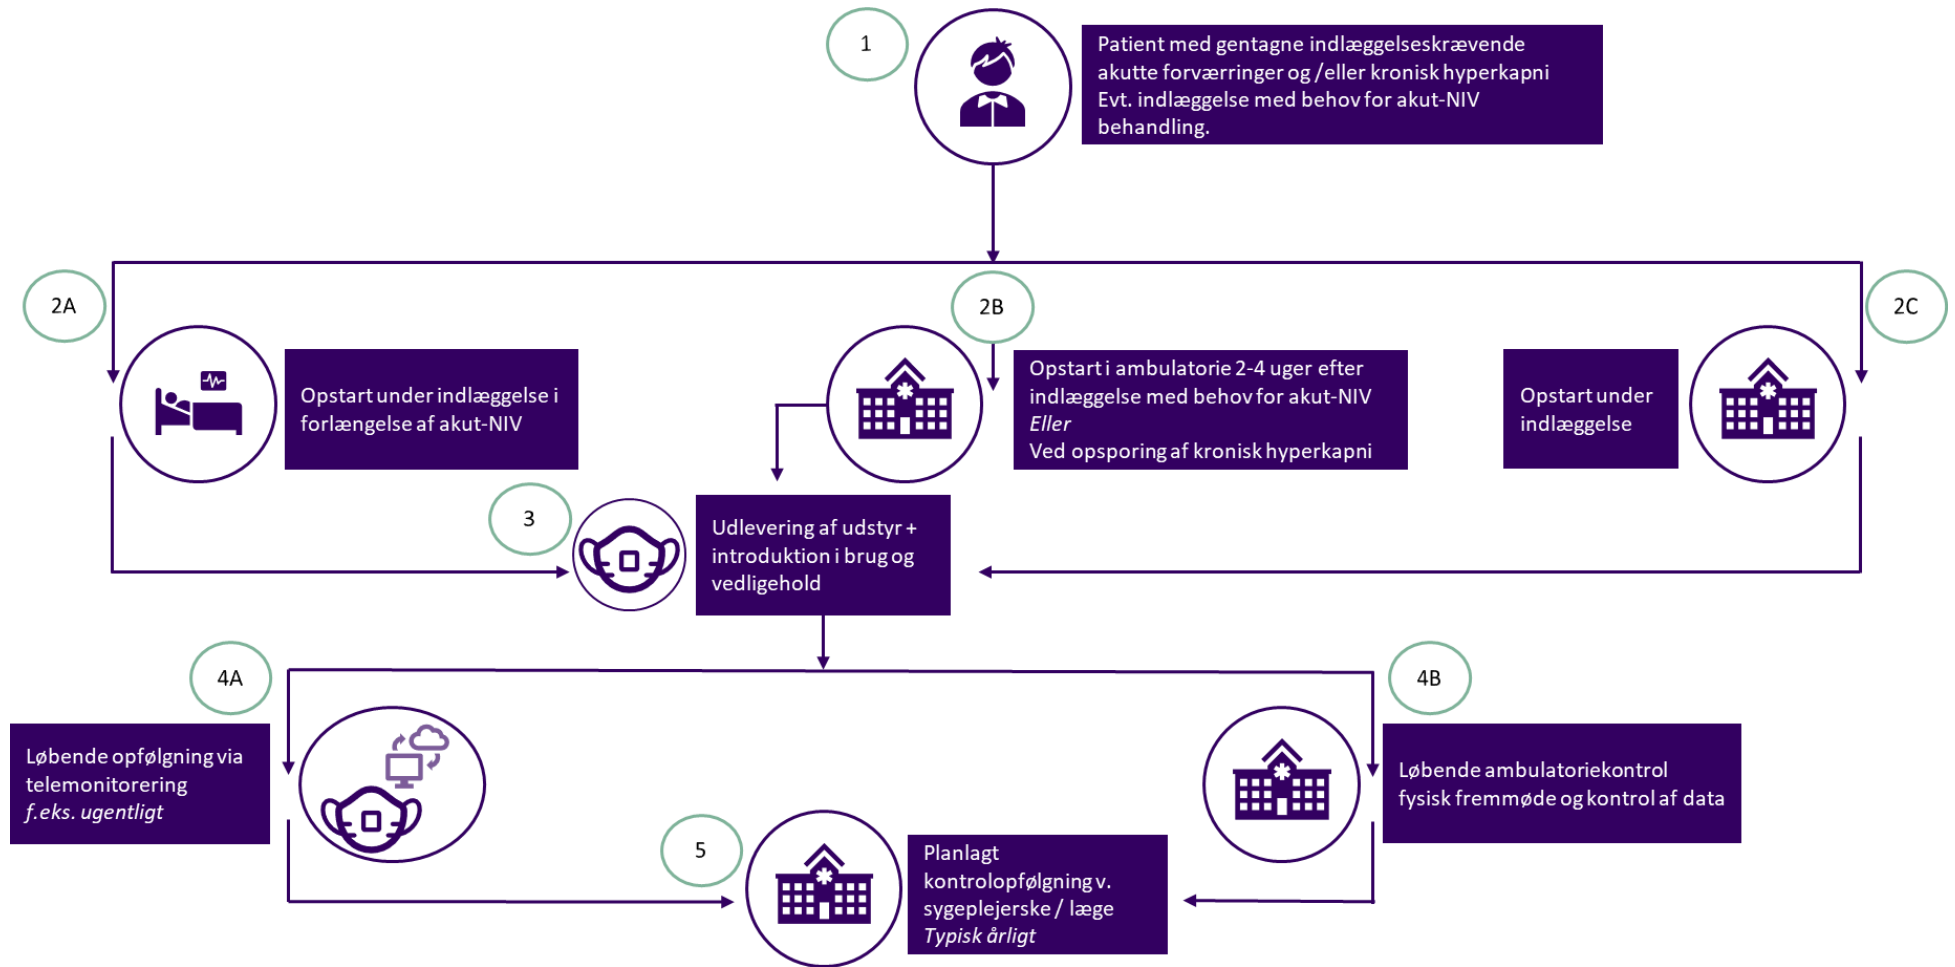 1
Patient med gentagne indlæggelseskrævende
akutte forværringer og /eller kronisk hyperkapni
Evt. indlæggelse med behov for akut-NIV
behandling.
2A
Opstart under indlæggelse i
forlængelse af akut-NIV
2B
Opstart i ambulatorie 2-4 uger efter
indlæggelse med behov for akut-NIV
Eller
Ved opsporing af kronisk hyperkapni
2C
Opstart under
indlæggelse
3
Udlevering af udstyr +
introduktion i brug og
vedligehold
4A
Løbende opfølgning via
telemonitorering
f.eks. ugentligt
4B
Løbende ambulatoriekontrol
fysisk fremmøde og kontrol af data
5
Planlagt
kontrolopfølgning v.
sygeplejerske / læge
Typisk årligt